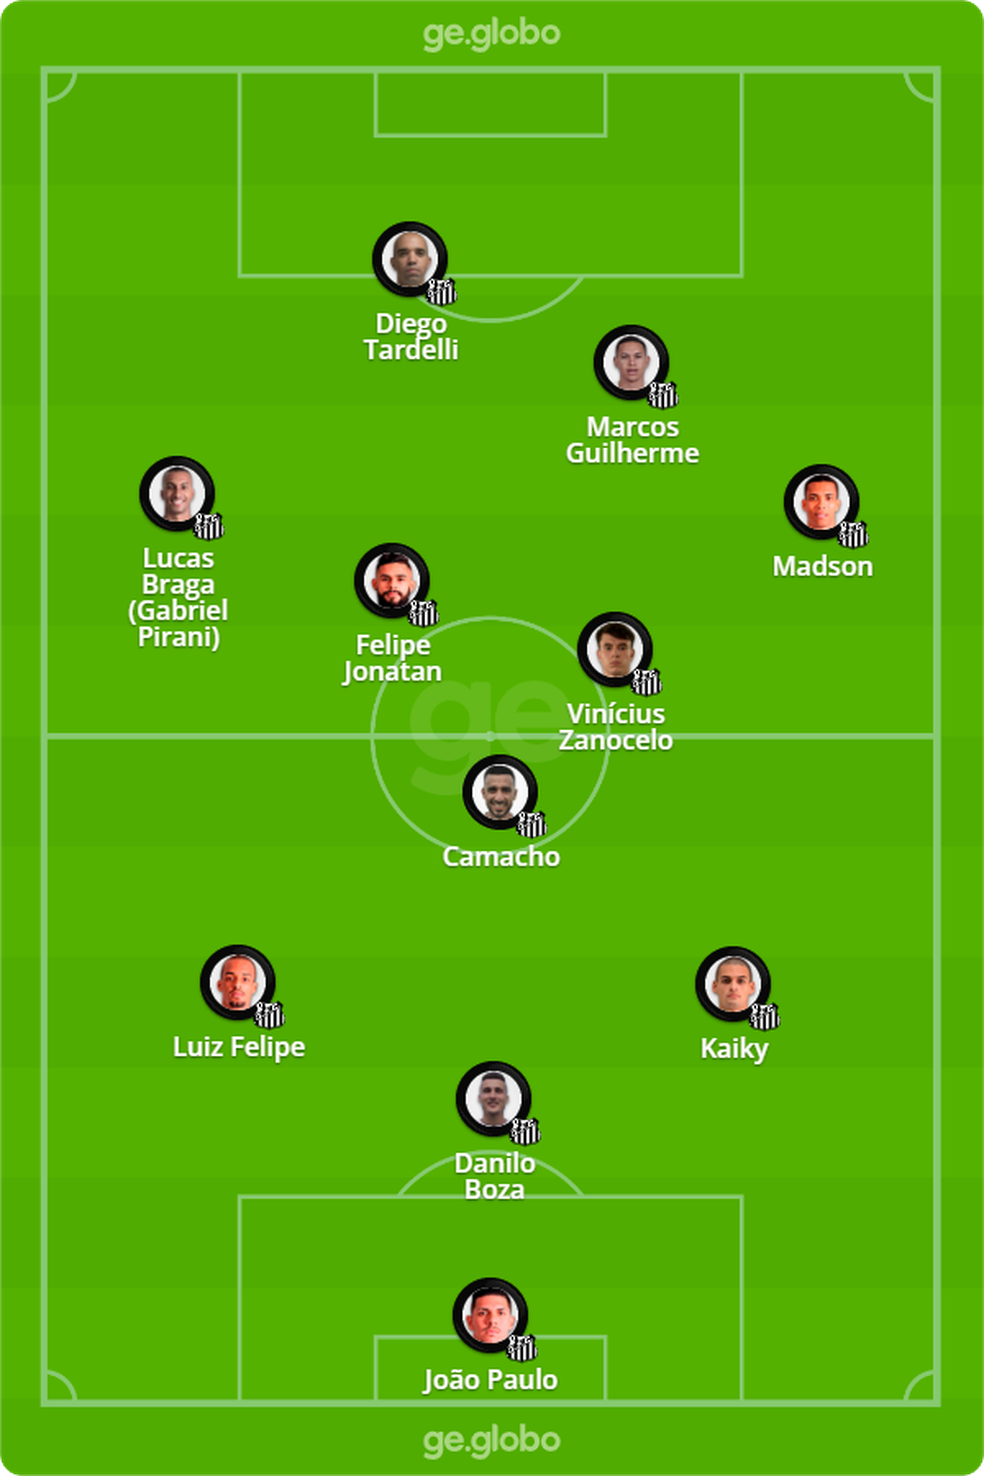 ge.globo
Diego
Tardelli
Marcos
Guilherme
Lucas
Braga
(Gabriel
Pirani)
Madson
Felipe
Jonatan
Vinícius
Zanocelo
ge
Camacho
Luiz Felipe
Kaiky
Danilo
Boza
João Paulo
ge.globo